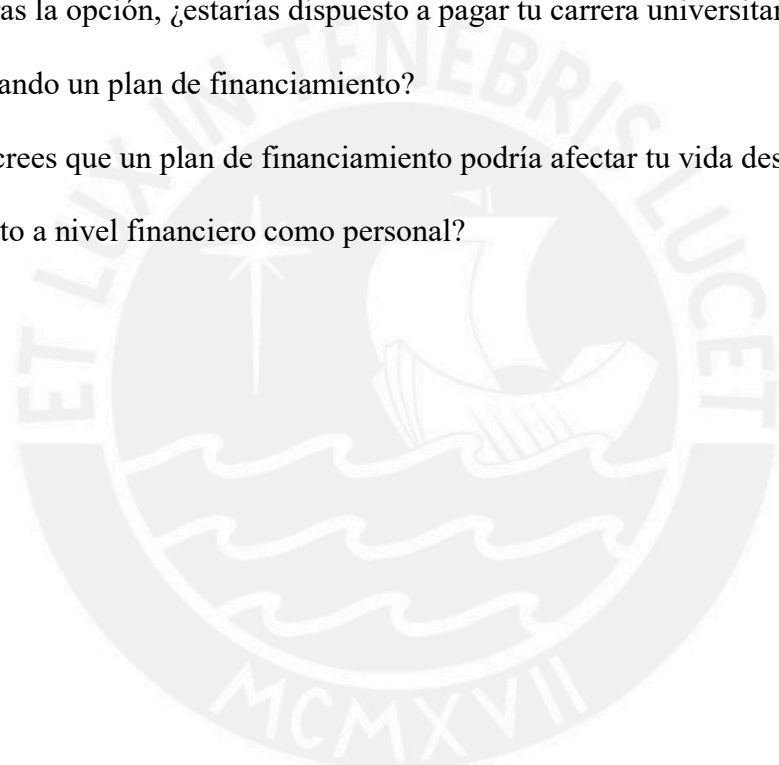 as la opción, ¿estarías dispuesto a pagar tu carrera universitar
ando un plan de financiamiento?
crees que un plan de financiamiento podría afectar tu vida des
to a nivel financiero como personal?
ET LUX IN TENEBRIS LUCET
MCMXVII